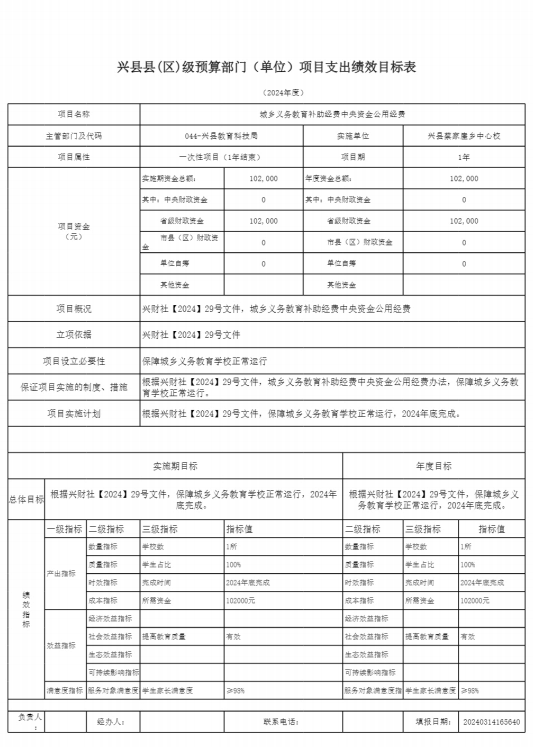 兴县县(区)级预算部门（单位）项目支出绩效目标表
（2024年度）
项目名称 城乡义务教育补助经费中央资金公用经费
主管部门及代码 044-兴县教育科技局 实施单位 兴县蔡家崖乡中心校
项目属性 一次性项目（1年结束） 项目期 1年
项目资金
（元）
实施期资金总额: 102,000 年度资金总额: 102,000
其中: 中央财政资金 0 其中: 中央财政资金 0
省级财政资金 102,000 省级财政资金 102,000
市县（区）财政资金 0 市县（区）财政资金 0
单位自筹 0 单位自筹 0
其他资金 其他资金
项目概况 兴财社【2024】29号文件, 城乡义务教育补助经费中央资金公用经费
立项依据 兴财社【2024】29号文件
项目设立必要性 保障城乡义务教育学校正常运行
保证项目实施的制度、措施 根据兴财社【2024】29号文件, 城乡义务教育补助经费中央资金公用经费办法, 保障城乡义务教
育学校正常运行,
项目实施计划 根据兴财社【2024】29号文件, 保障城乡义务教育学校正常运行, 2024年底完成。
实施期目标 年度目标
总体目标 根据兴财社【2024】29号文件, 保障城乡义务教育学校正常运行, 2024年
底完成。
根据兴财社【2024】29号文件, 保障城乡义
务教育学校正常运行, 2024年底完成。
绩效指标
一级指标 二级指标 三级指标 指标值 二级指标 三级指标 指标值
产出指标
数量指标 学校数 1所 数量指标 学校数 1所
质量指标 学生占比 100% 质量指标 学生占比 100%
时效指标 完成时间 2024年底完成 时效指标 完成时间 2024年底完成
成本指标 所需资金 102000元 成本指标 所需资金 102000元
效益指标
经济效益指标 经济效益指标
社会效益指标 提高教育质量 有效 社会效益指标 提高教育质量 有效
生态效益指标 生态效益指标
可持续影响指标 可持续影响指标
满意度指标 服务对象满意度 学生家长满意度 ≥98% 服务对象满意度指 学生家长满意度 ≥98%
负责人: 经办人: 联系电话: 填报日期: 20240314165640